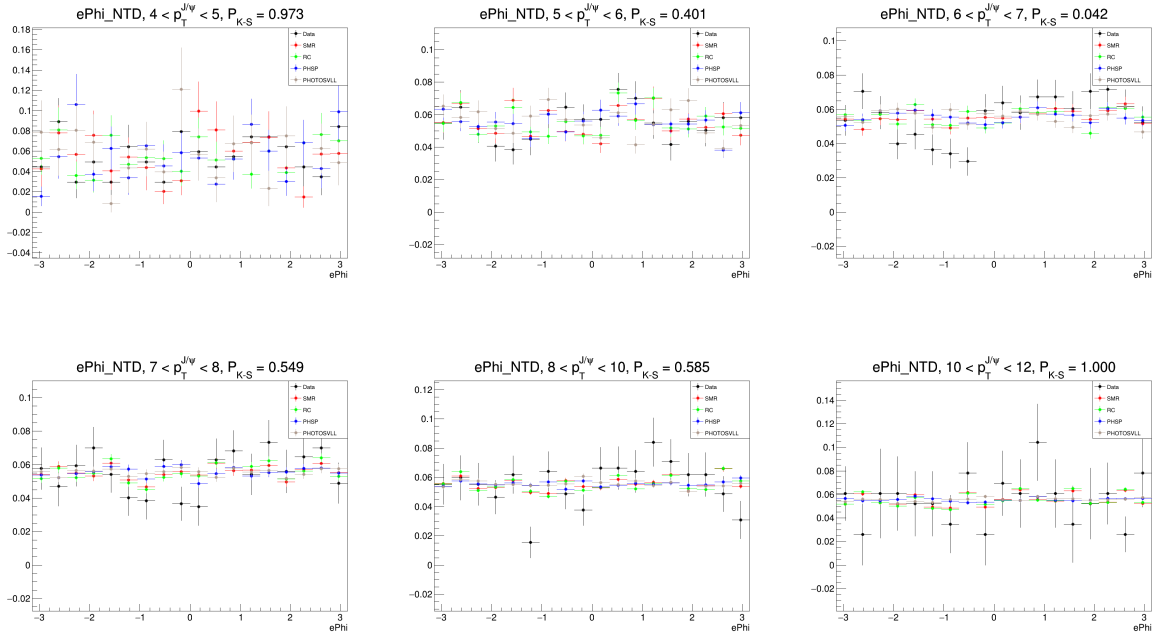 ePhi_NTD, 4 < p_T^{J/ψ} < 5, P_{K-S} = 0.973
0.18
0.16
0.14
0.12
0.1
0.08
0.06
0.04
0.02
0
−0.02
−0.04
Data
SMR
RC
PHSP
PHOTOSVLL
−3 −2 −1 0 1 2 3
ePhi
ePhi_NTD, 5 < p_T^{J/ψ} < 6, P_{K-S} = 0.401
0.1
0.08
0.06
0.04
0.02
0
−0.02
Data
SMR
RC
PHSP
PHOTOSVLL
−3 −2 −1 0 1 2 3
ePhi
ePhi_NTD, 6 < p_T^{J/ψ} < 7, P_{K-S} = 0.042
0.1
0.08
0.06
0.04
0.02
0
−0.02
Data
SMR
RC
PHSP
PHOTOSVLL
−3 −2 −1 0 1 2 3
ePhi
ePhi_NTD, 7 < p_T^{J/ψ} < 8, P_{K-S} = 0.549
0.1
0.08
0.06
0.04
0.02
0
−0.02
Data
SMR
RC
PHSP
PHOTOSVLL
−3 −2 −1 0 1 2 3
ePhi
ePhi_NTD, 8 < p_T^{J/ψ} < 10, P_{K-S} = 0.585
0.12
0.1
0.08
0.06
0.04
0.02
0
−0.02
Data
SMR
RC
PHSP
PHOTOSVLL
−3 −2 −1 0 1 2 3
ePhi
ePhi_NTD, 10 < p_T^{J/ψ} < 12, P_{K-S} = 1.000
0.14
0.12
0.1
0.08
0.06
0.04
0.02
0
−0.02
Data
SMR
RC
PHSP
PHOTOSVLL
−3 −2 −1 0 1 2 3
ePhi